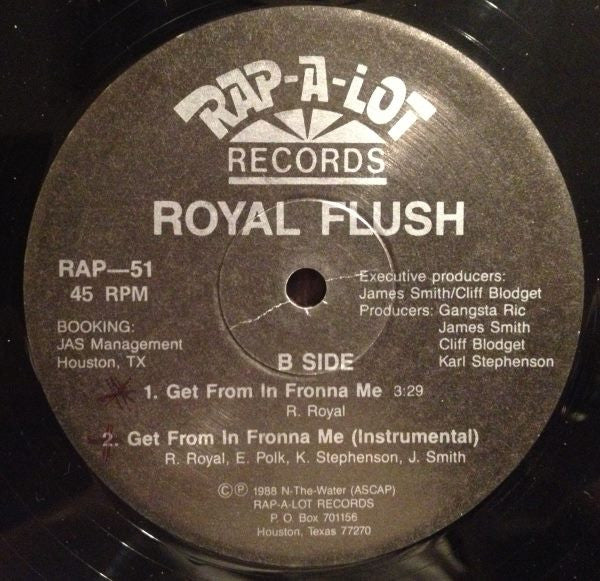 RAP-A-LOT
RECORDS
ROYAL FLUSH
RAP—51
45 RPM
BOOKING:
JAS Management
Houston, TX
Executive producers:
James Smith/Cliff Blodget
Producers: Gangsta Ric
James Smith
Cliff Blodget
Karl Stephenson
B SIDE
1. Get From In Fronna Me 3:29
R. Royal
2. Get From In Fronna Me (Instrumental)
R. Royal, E. Polk, K. Stephenson, J. Smith
© ℗ 1988 N-The-Water (ASCAP)
RAP-A-LOT RECORDS
P. O. Box 701156
Houston, Texas 77270